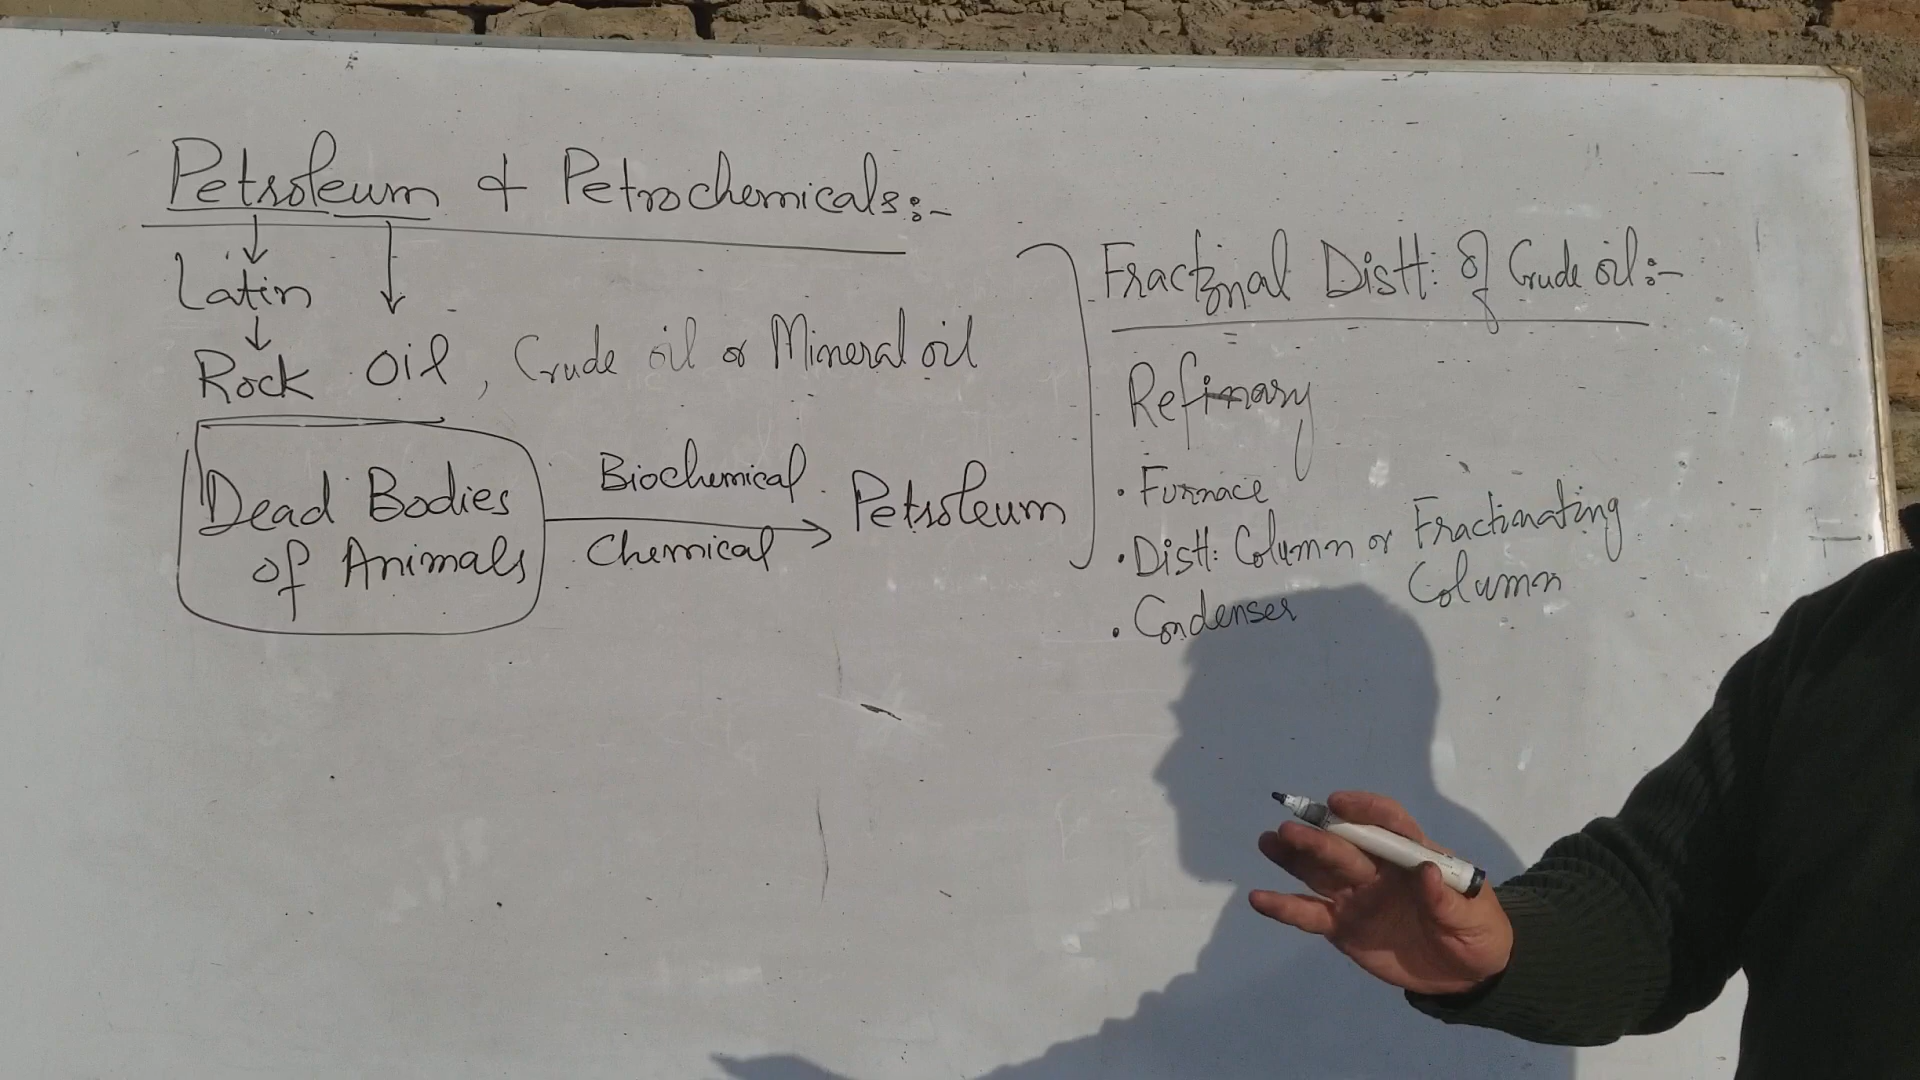 Petroleum & Petrochemicals:-
Latin
Rock Oil, Crude oil or Mineral oil
Dead Bodies
of Animals
Biochemical
Chemical
Petroleum
Fractional Distt: of Crude oil:-
Refinary
• Furnace
• Distt: Column or Fractionating
Column
• Condenser